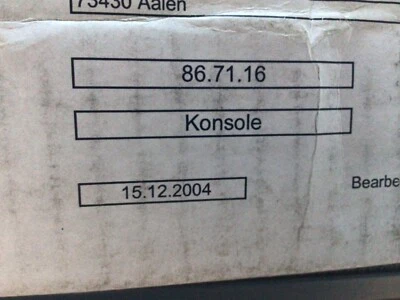 73430 Aalen
86.71.16
Konsole
15.12.2004
Bearbe